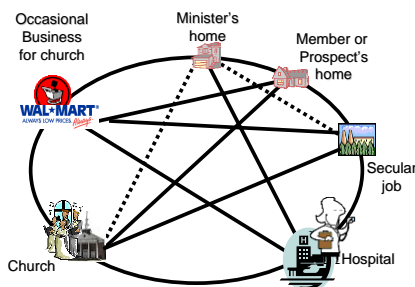 Occasional
Business
for church
Minister's
home
Member or
Prospect's
home
WAL★MART®
ALWAYS LOW PRICES. Always.
Secular
job
Church
Hospital